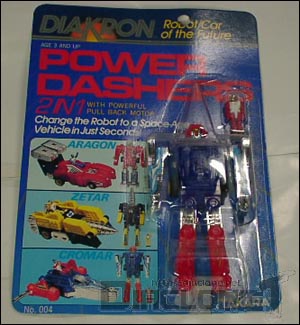 DIAKRON
Robot/Car
of the Future
AGE 3 AND UP
POWER
DASHERS
2 IN 1 WITH POWERFUL
PULL BACK MOTOR
Change the Robot to a Space-Age
Vehicle in Just Seconds
ARAGON
ZETAR
CROMAR
No. 004